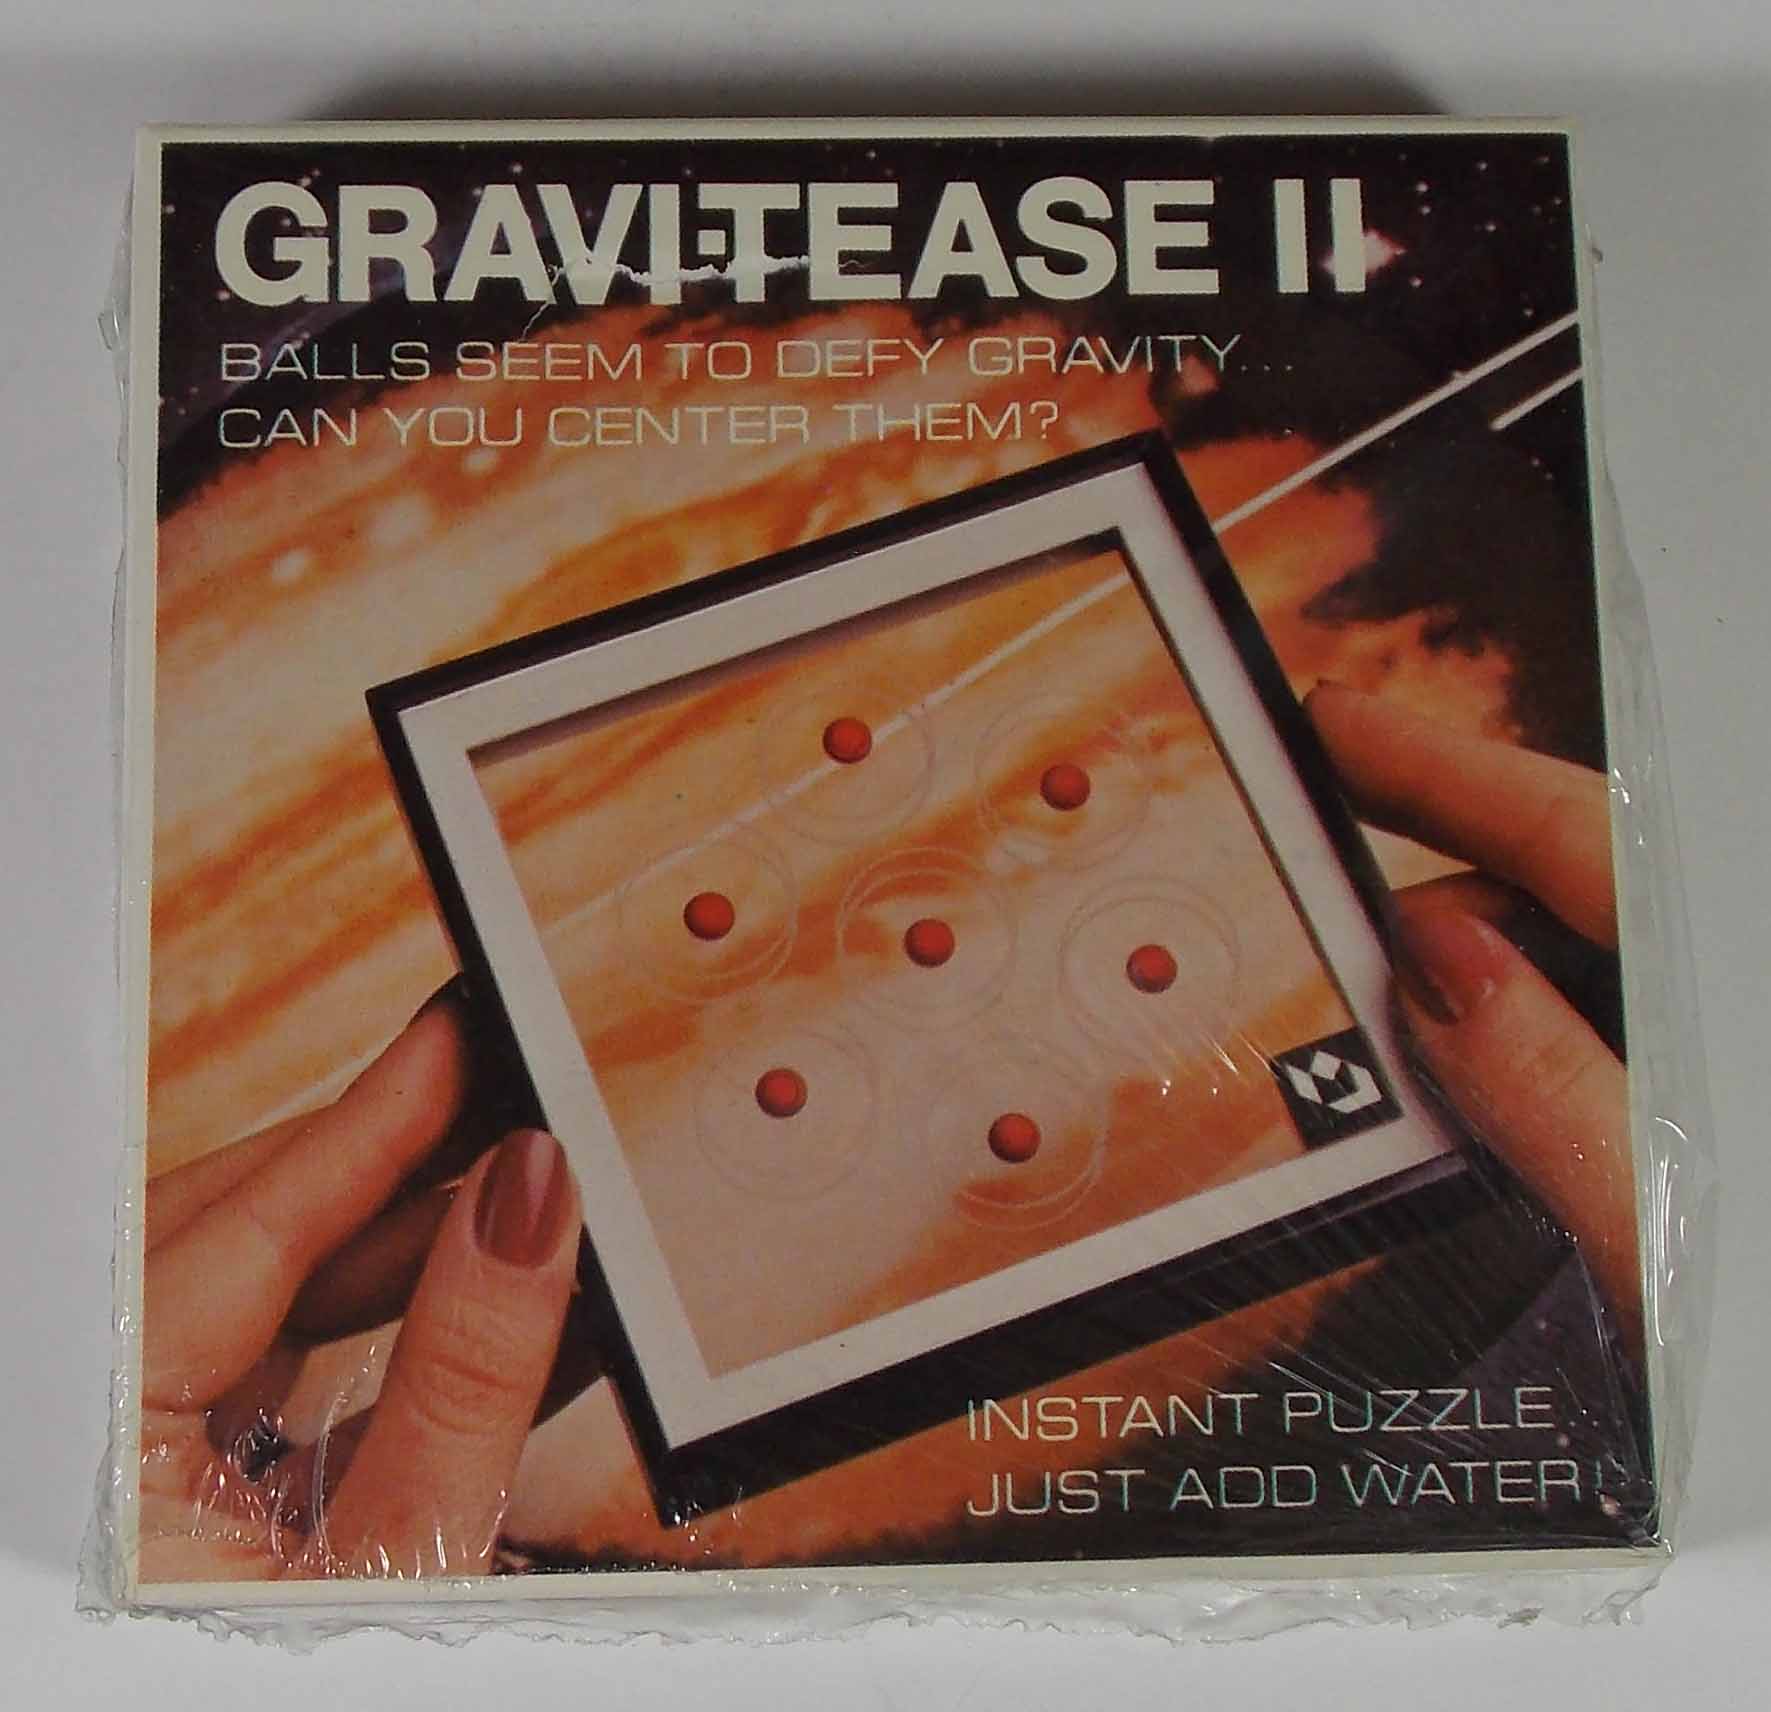 GRAVI-TEASE II
BALLS SEEM TO DEFY GRAVITY...
CAN YOU CENTER THEM?
INSTANT PUZZLE..
JUST ADD WATER!